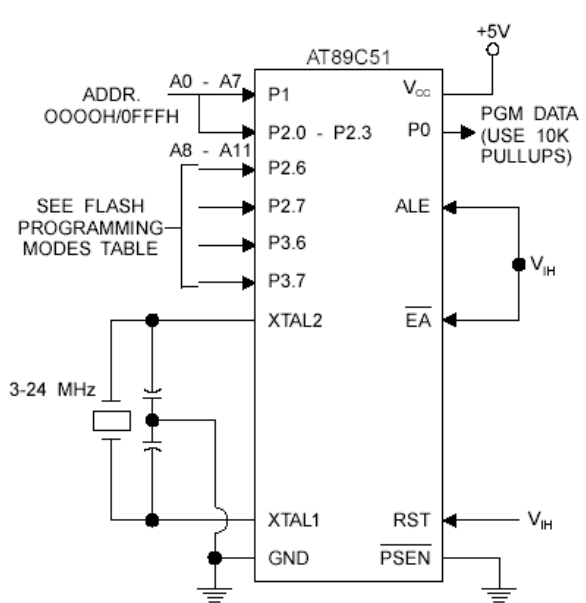 +5V
AT89C51
A0 - A7
ADDR.
OOOOH/0FFFH
P1
VCC
P2.0 - P2.3
P0
PGM DATA
(USE 10K
PULLUPS)
A8 - A11
P2.6
SEE FLASH
PROGRAMMING
MODES TABLE
P2.7
ALE
P3.6
P3.7
VIH
XTAL2
EA
3-24 MHz
XTAL1
RST
VIH
GND
PSEN